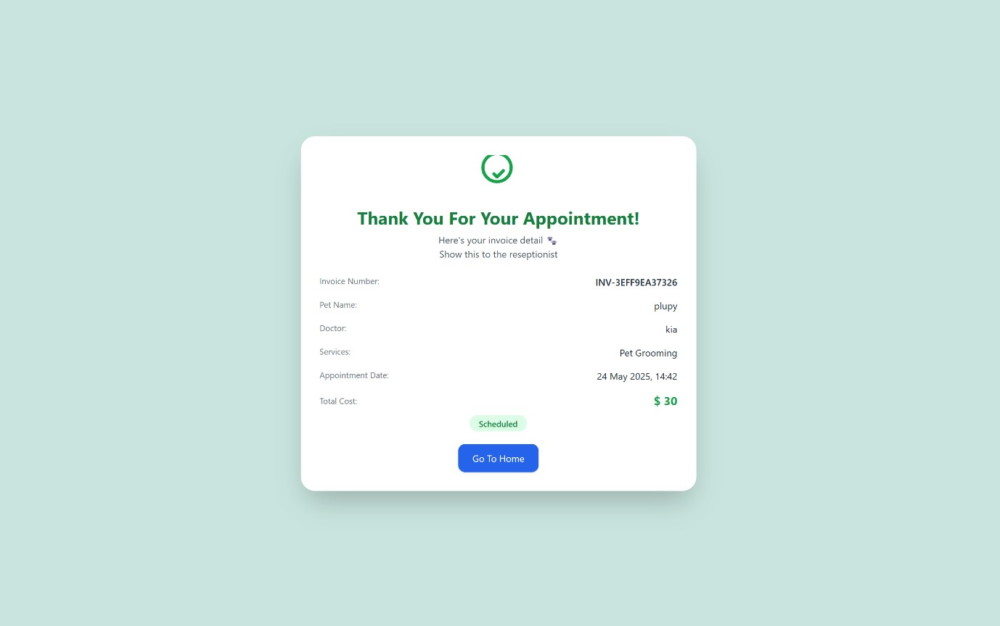 Thank You For Your Appointment!
Here's your invoice detail 🐾
Show this to the reseptionist
Invoice Number: INV-3EFF9EA37326
Pet Name: plupy
Doctor: kia
Services: Pet Grooming
Appointment Date: 24 May 2025, 14:42
Total Cost: $ 30
Scheduled
Go To Home